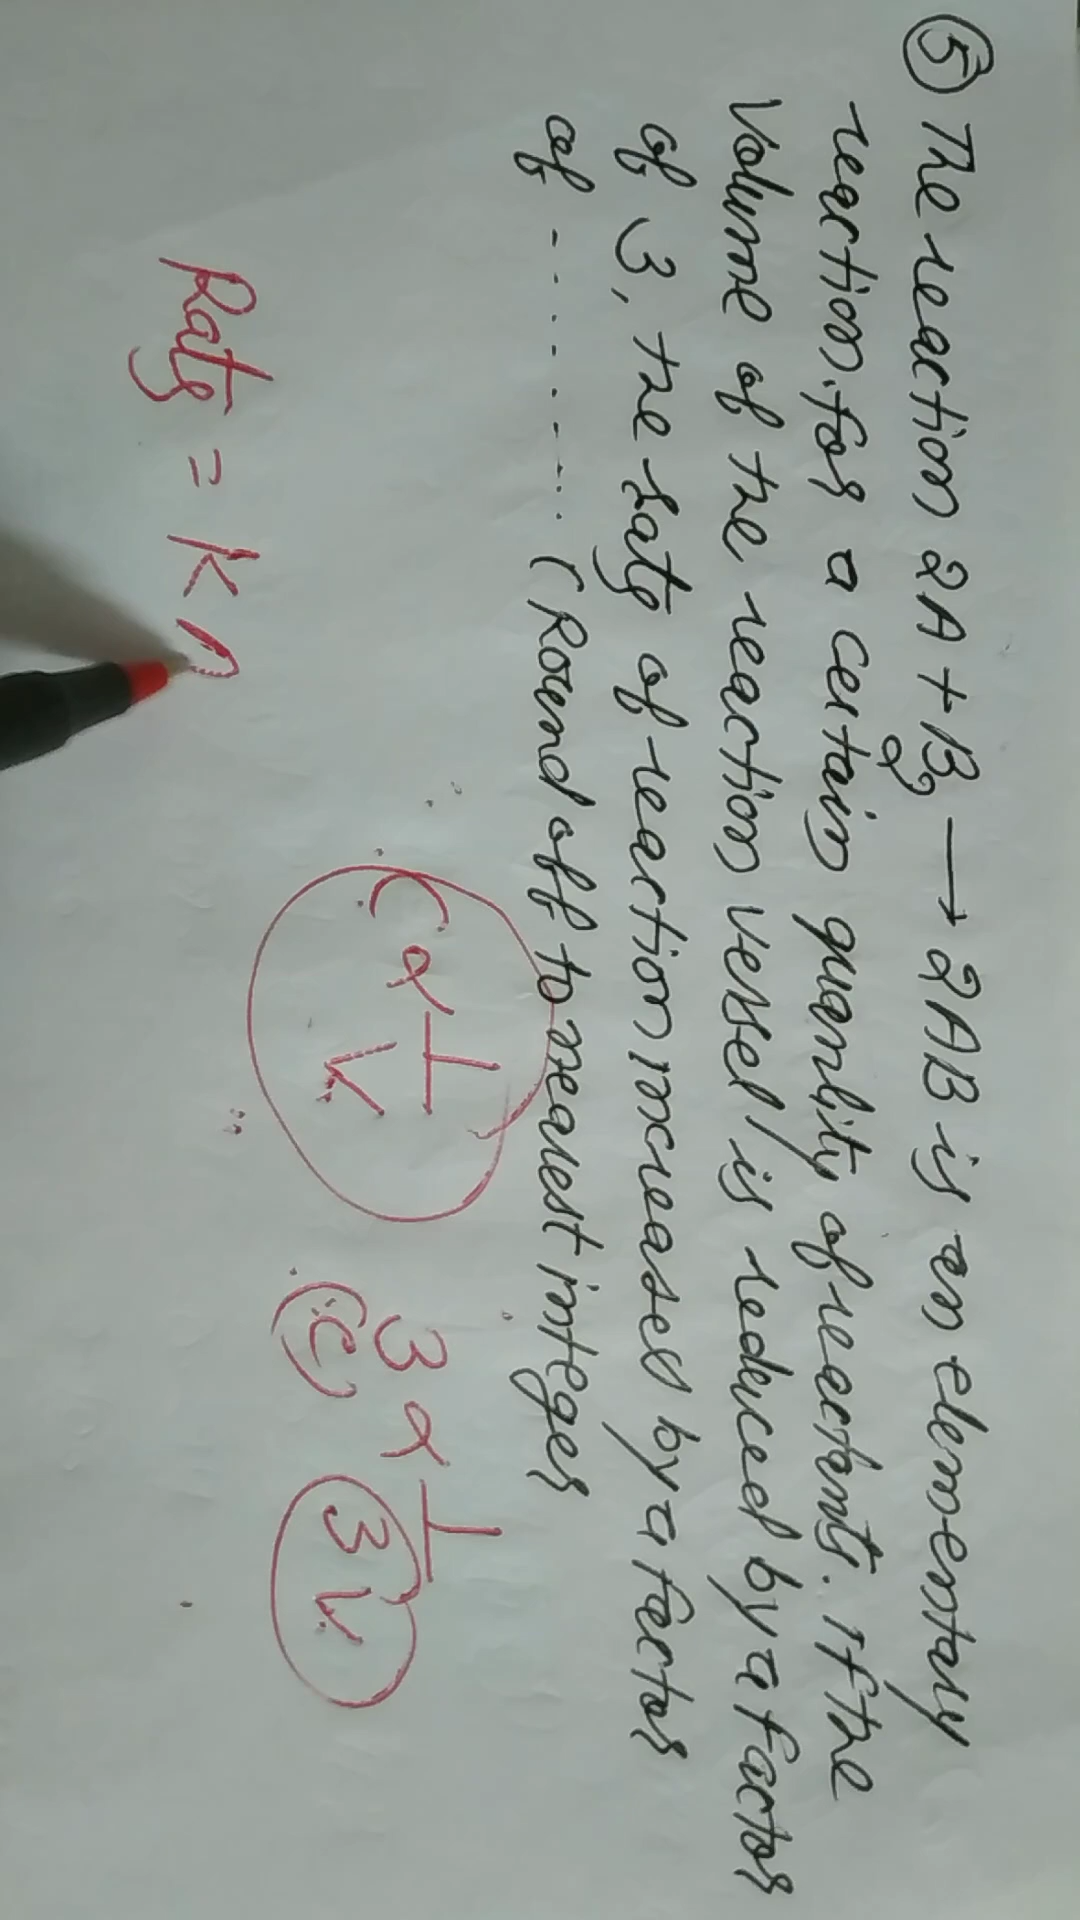 ⑤ The reaction 2A + B₂ → 2AB is an elementary
reaction. for a certain quantity of reactants. If the
Volume of the reaction vessel is reduced by a factor
of 3, the rate of reaction increases by a factor
of ......... (Round off to nearest integer
C α 1/V
3 α 1/3V
(C)
Rate = K